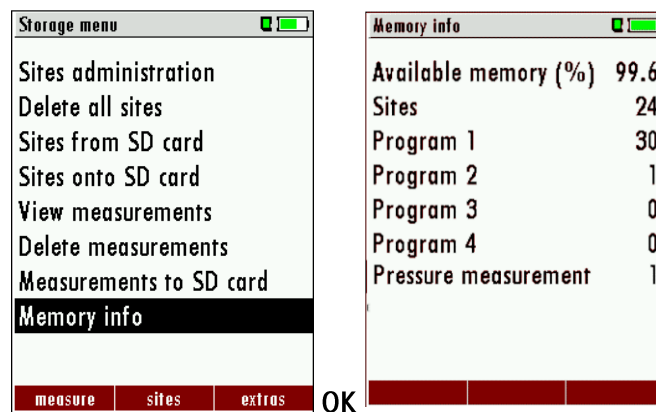 Storage menu
Sites administration
Delete all sites
Sites from SD card
Sites onto SD card
View measurements
Delete measurements
Measurements to SD card
Memory info
measure sites extras
OK
Memory info
Available memory (%) 99.6
Sites 24
Program 1 30
Program 2 1
Program 3 0
Program 4 0
Pressure measurement 1